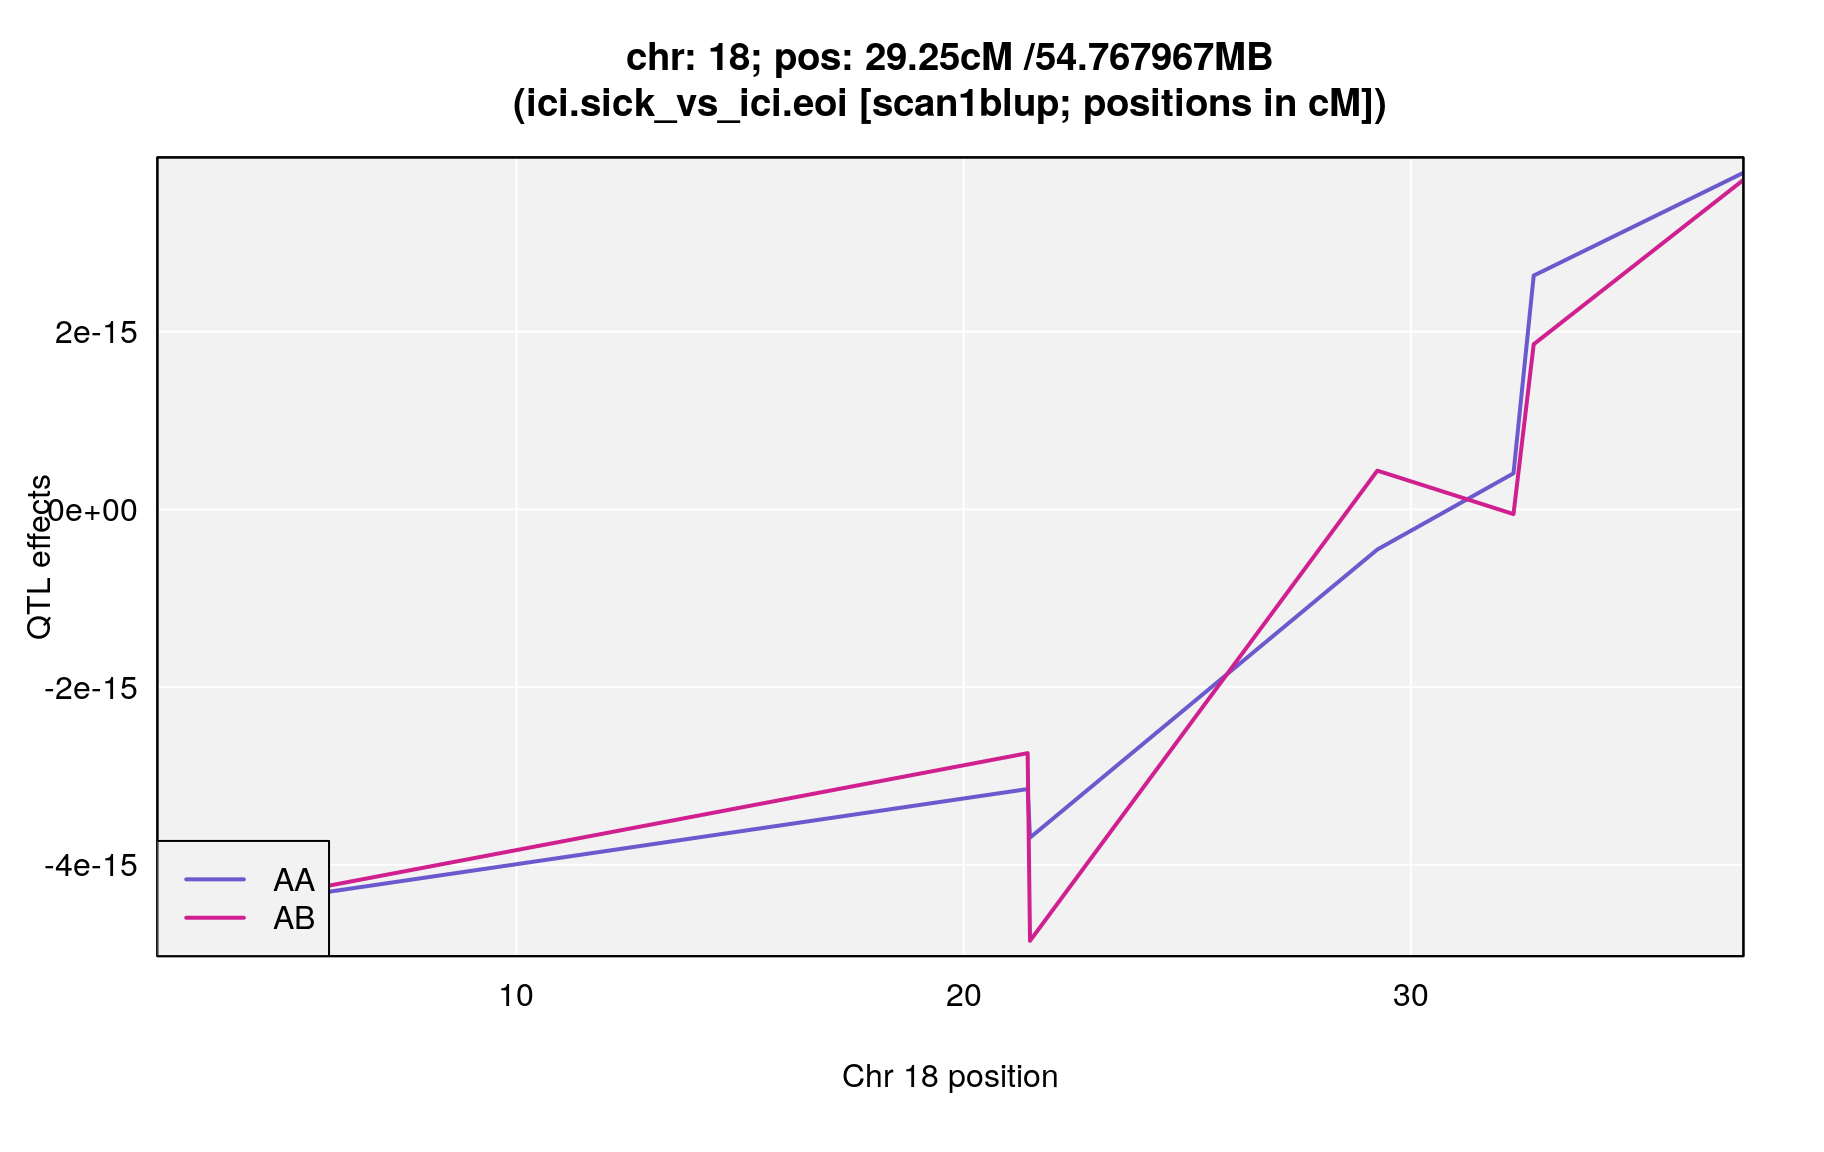 chr: 18; pos: 29.25cM /54.767967MB
(ici.sick_vs_ici.eoi [scan1blup; positions in cM])
QTL effects
2e-15
0e+00
-2e-15
-4e-15
AA
AB
10 20 30
Chr 18 position